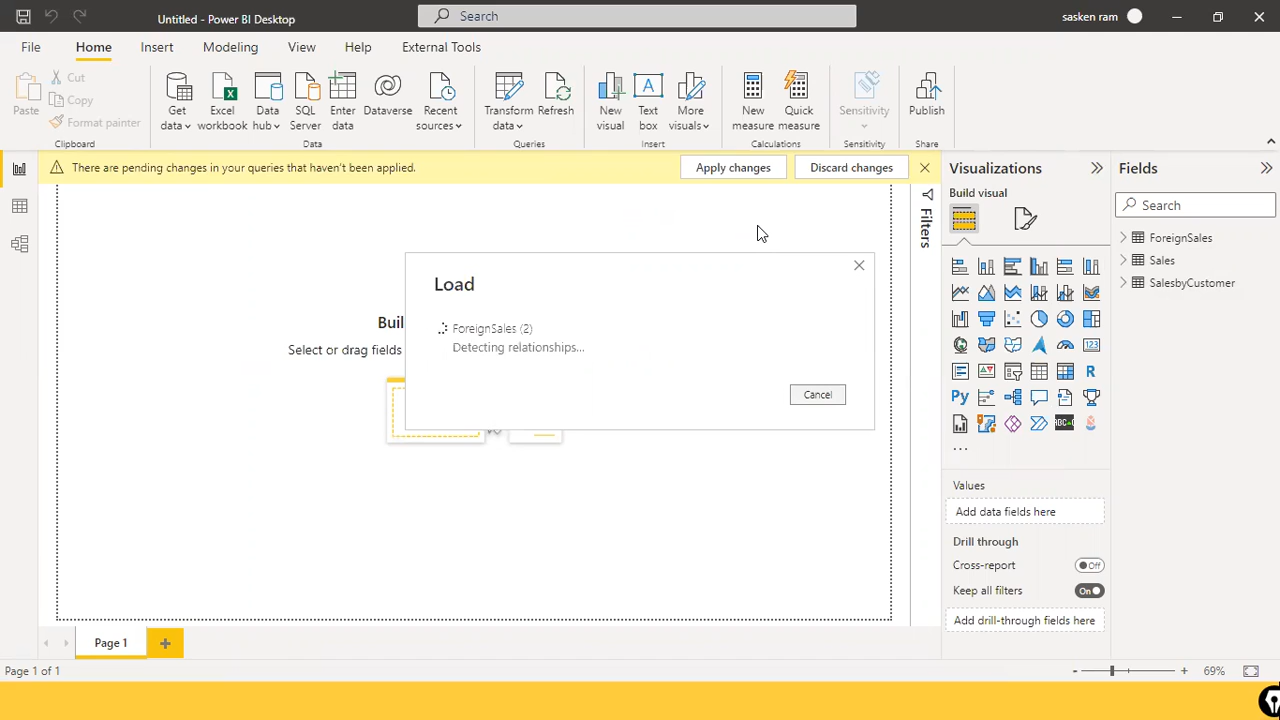 Untitled - Power BI Desktop
Search
sasken ram
File
Home
Insert
Modeling
View
Help
External Tools
Paste
Cut
Copy
Format painter
Clipboard
Get data
Excel workbook
Data hub
SQL Server
Enter data
Dataverse
Recent sources
Data
Transform data
Refresh
Queries
New visual
Text box
More visuals
Insert
New measure
Quick measure
Calculations
Sensitivity
Sensitivity
Publish
Share
There are pending changes in your queries that haven't been applied.
Apply changes
Discard changes
Filters
Buil
Select or drag fields
Load
ForeignSales (2)
Detecting relationships...
Cancel
Visualizations
Build visual
R
Py
123
ABC
Values
Add data fields here
Drill through
Cross-report
Off
Keep all filters
On
Add drill-through fields here
Fields
Search
ForeignSales
Sales
SalesbyCustomer
Page 1
Page 1 of 1
69%